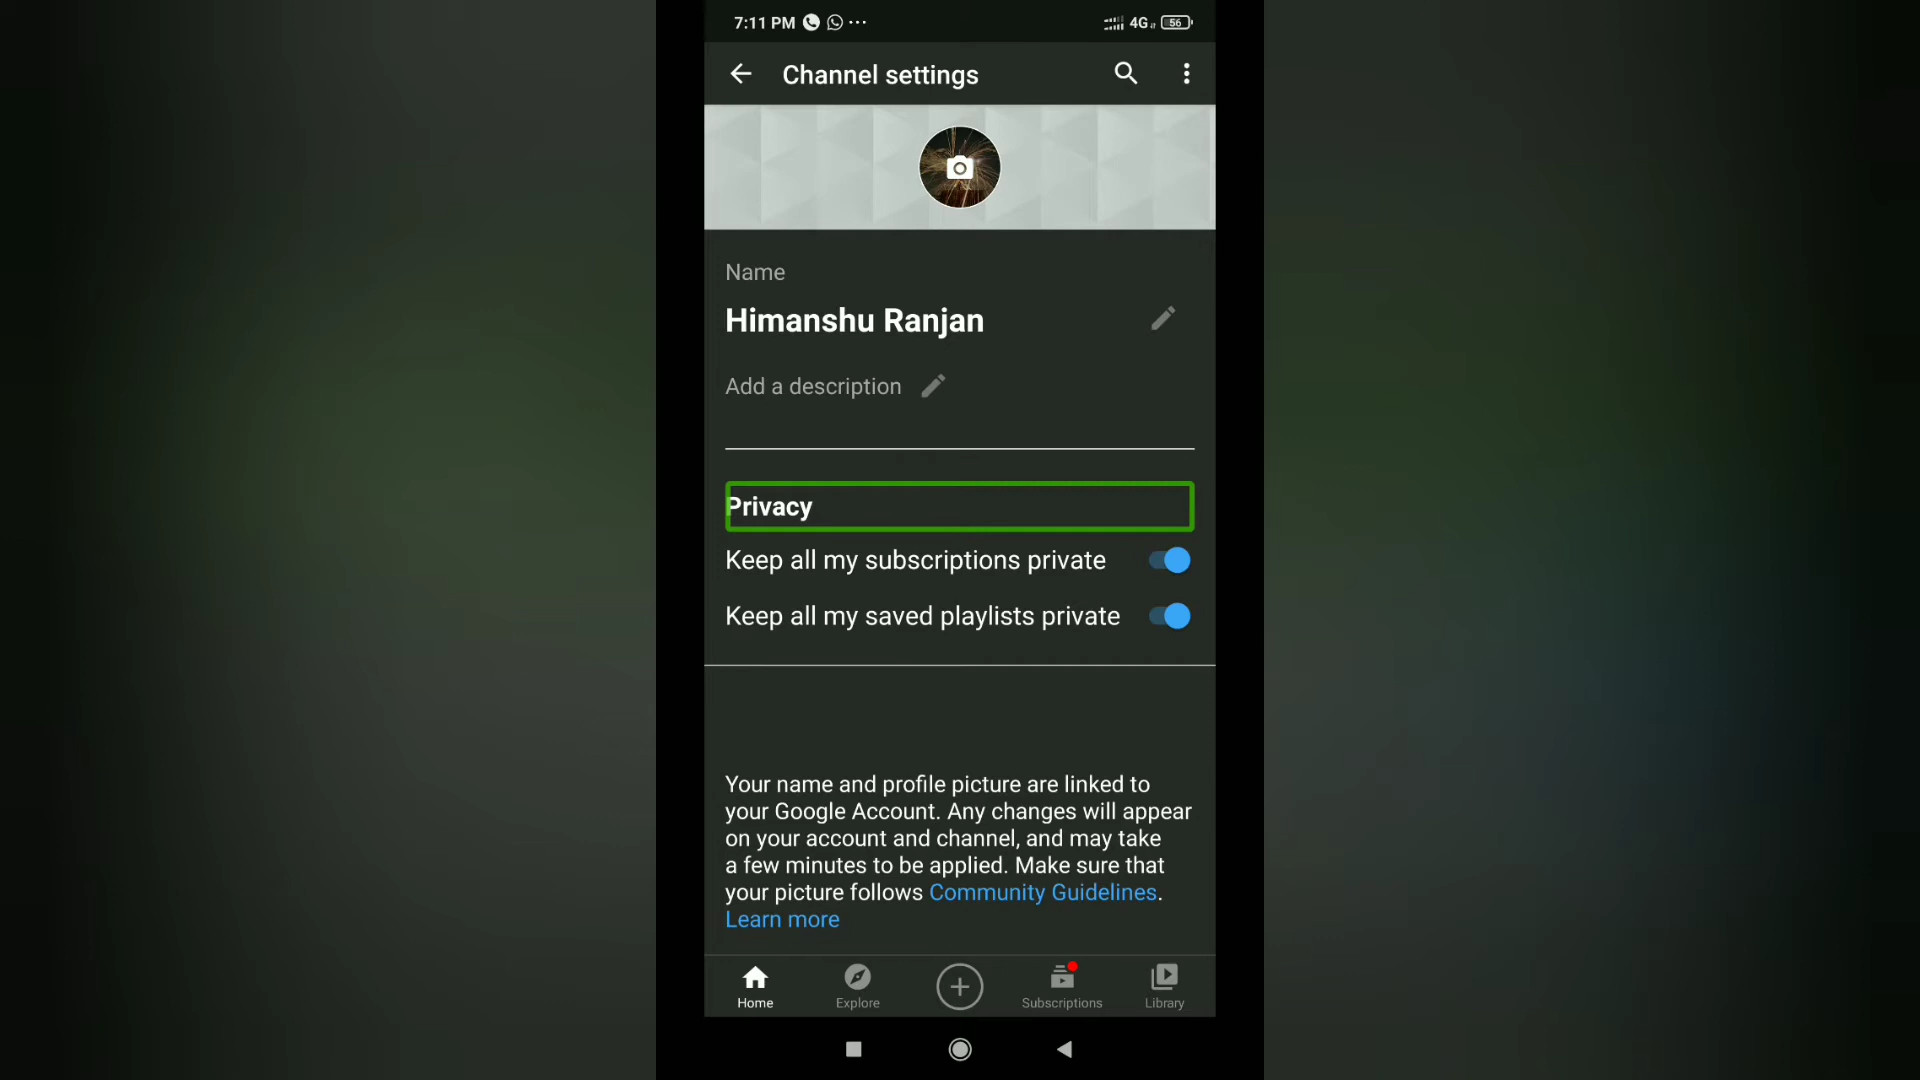 7:11 PM ... 4G 56
Channel settings
Name
Himanshu Ranjan
Add a description
Privacy
Keep all my subscriptions private
Keep all my saved playlists private
Your name and profile picture are linked to
your Google Account. Any changes will appear
on your account and channel, and may take
a few minutes to be applied. Make sure that
your picture follows Community Guidelines.
Learn more
Home Explore Subscriptions Library